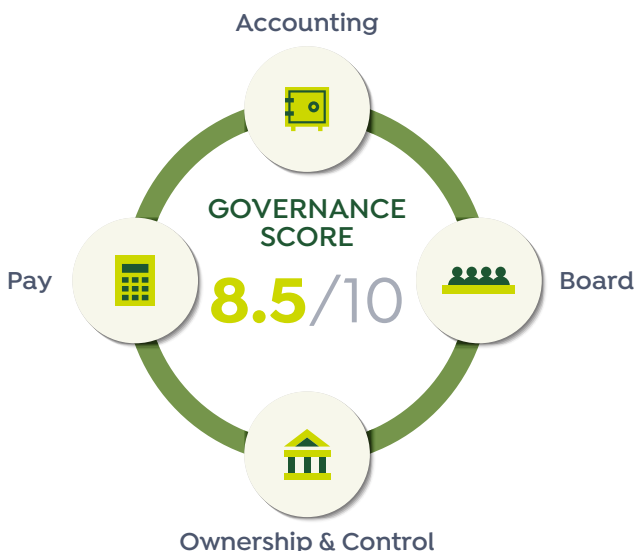 Accounting
GOVERNANCE
SCORE
8.5/10
Pay
Board
Ownership & Control